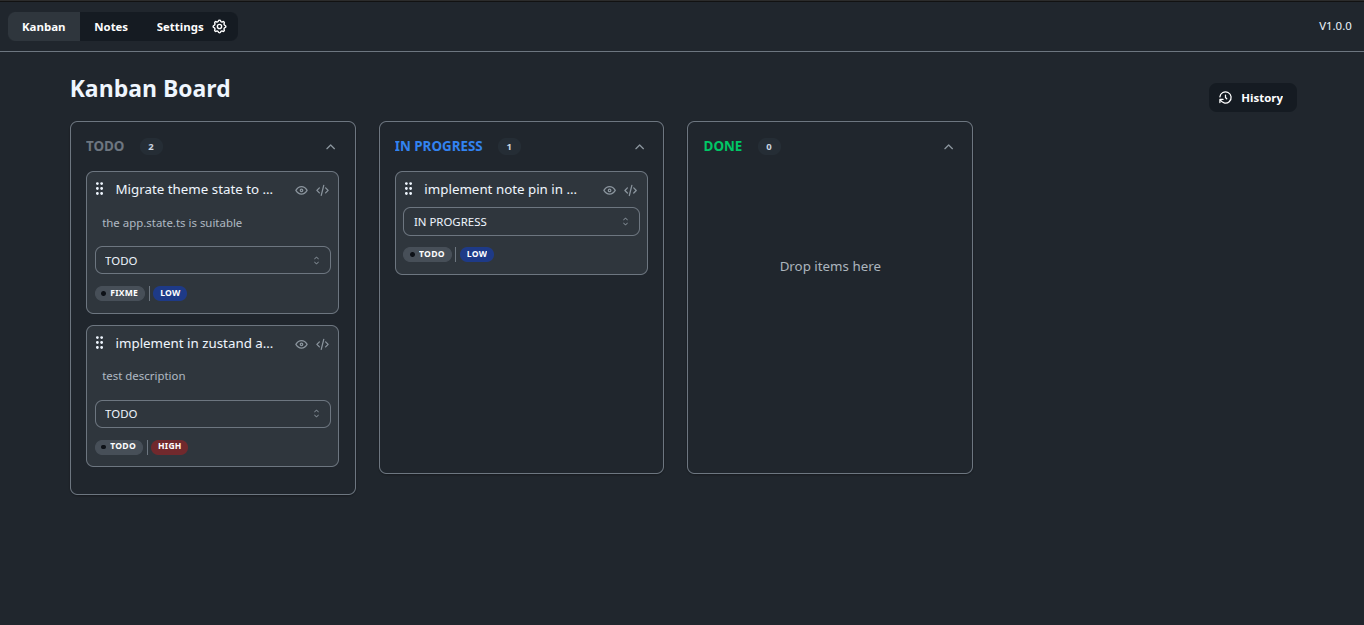 Kanban
Notes
Settings
V1.0.0
Kanban Board
History
TODO 2
Migrate theme state to ...
the app.state.ts is suitable
TODO
FIXME
LOW
implement in zustand a...
test description
TODO
TODO
HIGH
IN PROGRESS 1
implement note pin in ...
IN PROGRESS
TODO
LOW
DONE 0
Drop items here